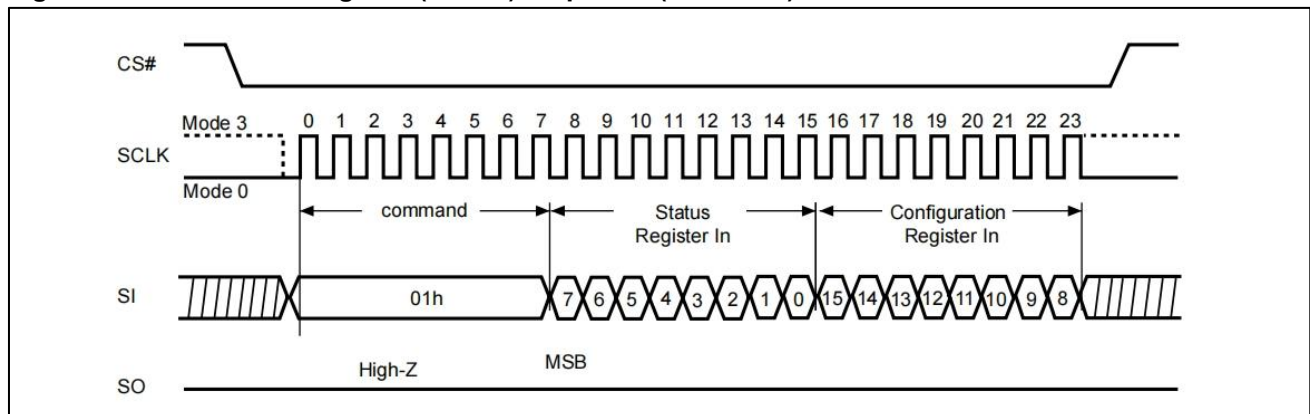 CS#
Mode 3
0 1 2 3 4 5 6 7 8 9 10 11 12 13 14 15 16 17 18 19 20 21 22 23
SCLK
Mode 0
command
Status
Register In
Configuration
Register In
SI
01h
7 6 5 4 3 2 1 0 15 14 13 12 11 10 9 8
High-Z
MSB
SO